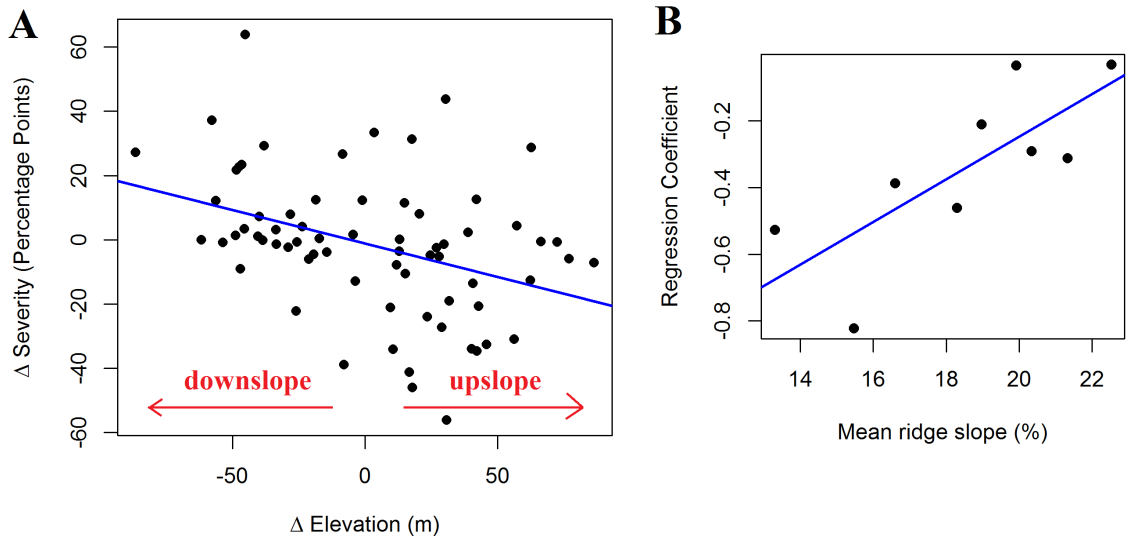 A
Δ Severity (Percentage Points)
60
40
20
0
-20
-40
-60
downslope
upslope
-50
0
50
Δ Elevation (m)
B
Regression Coefficient
-0.2
-0.4
-0.6
-0.8
14
16
18
20
22
Mean ridge slope (%)